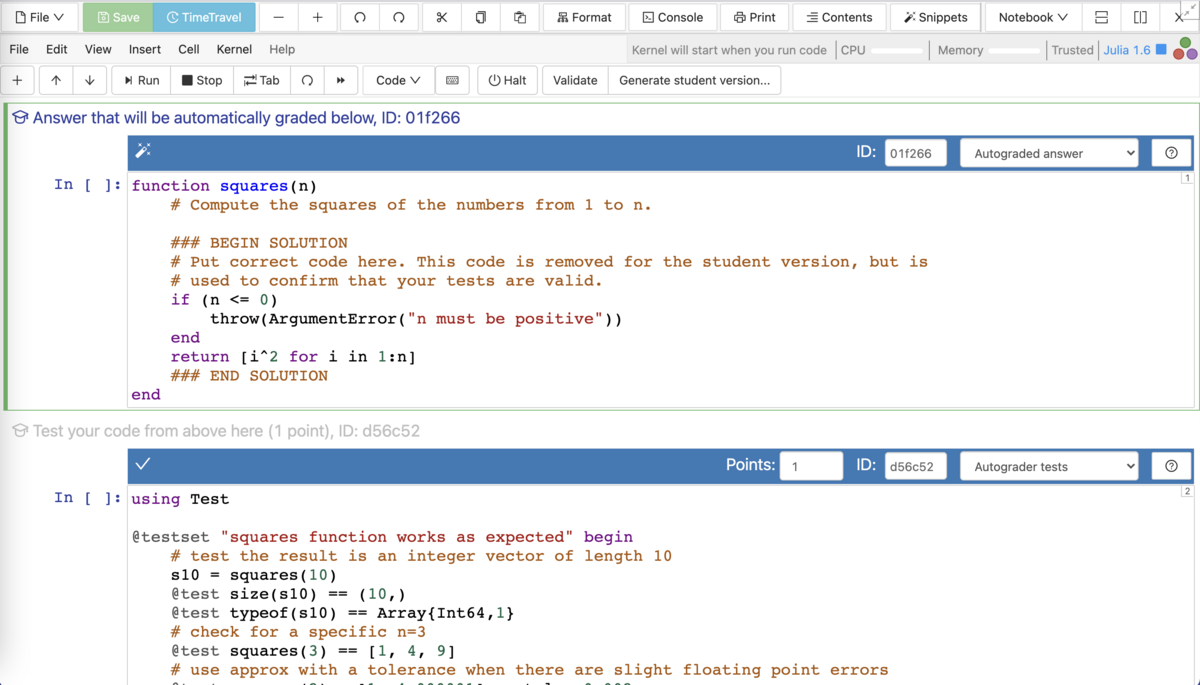 File Save TimeTravel Format Console Print Contents Snippets Notebook
File Edit View Insert Cell Kernel Help Kernel will start when you run code CPU Memory Trusted Julia 1.6
Run Stop Tab Code Halt Validate Generate student version...
Answer that will be automatically graded below, ID: 01f266
ID: 01f266 Autograded answer
1
In [ ]: function squares(n)
# Compute the squares of the numbers from 1 to n.
### BEGIN SOLUTION
# Put correct code here. This code is removed for the student version, but is
# used to confirm that your tests are valid.
if (n <= 0)
throw(ArgumentError("n must be positive"))
end
return [i^2 for i in 1:n]
### END SOLUTION
end
Test your code from above here (1 point), ID: d56c52
Points: 1 ID: d56c52 Autograder tests
2
In [ ]: using Test
@testset "squares function works as expected" begin
# test the result is an integer vector of length 10
s10 = squares(10)
@test size(s10) == (10,)
@test typeof(s10) == Array{Int64,1}
# check for a specific n=3
@test squares(3) == [1, 4, 9]
# use approx with a tolerance when there are slight floating point errors